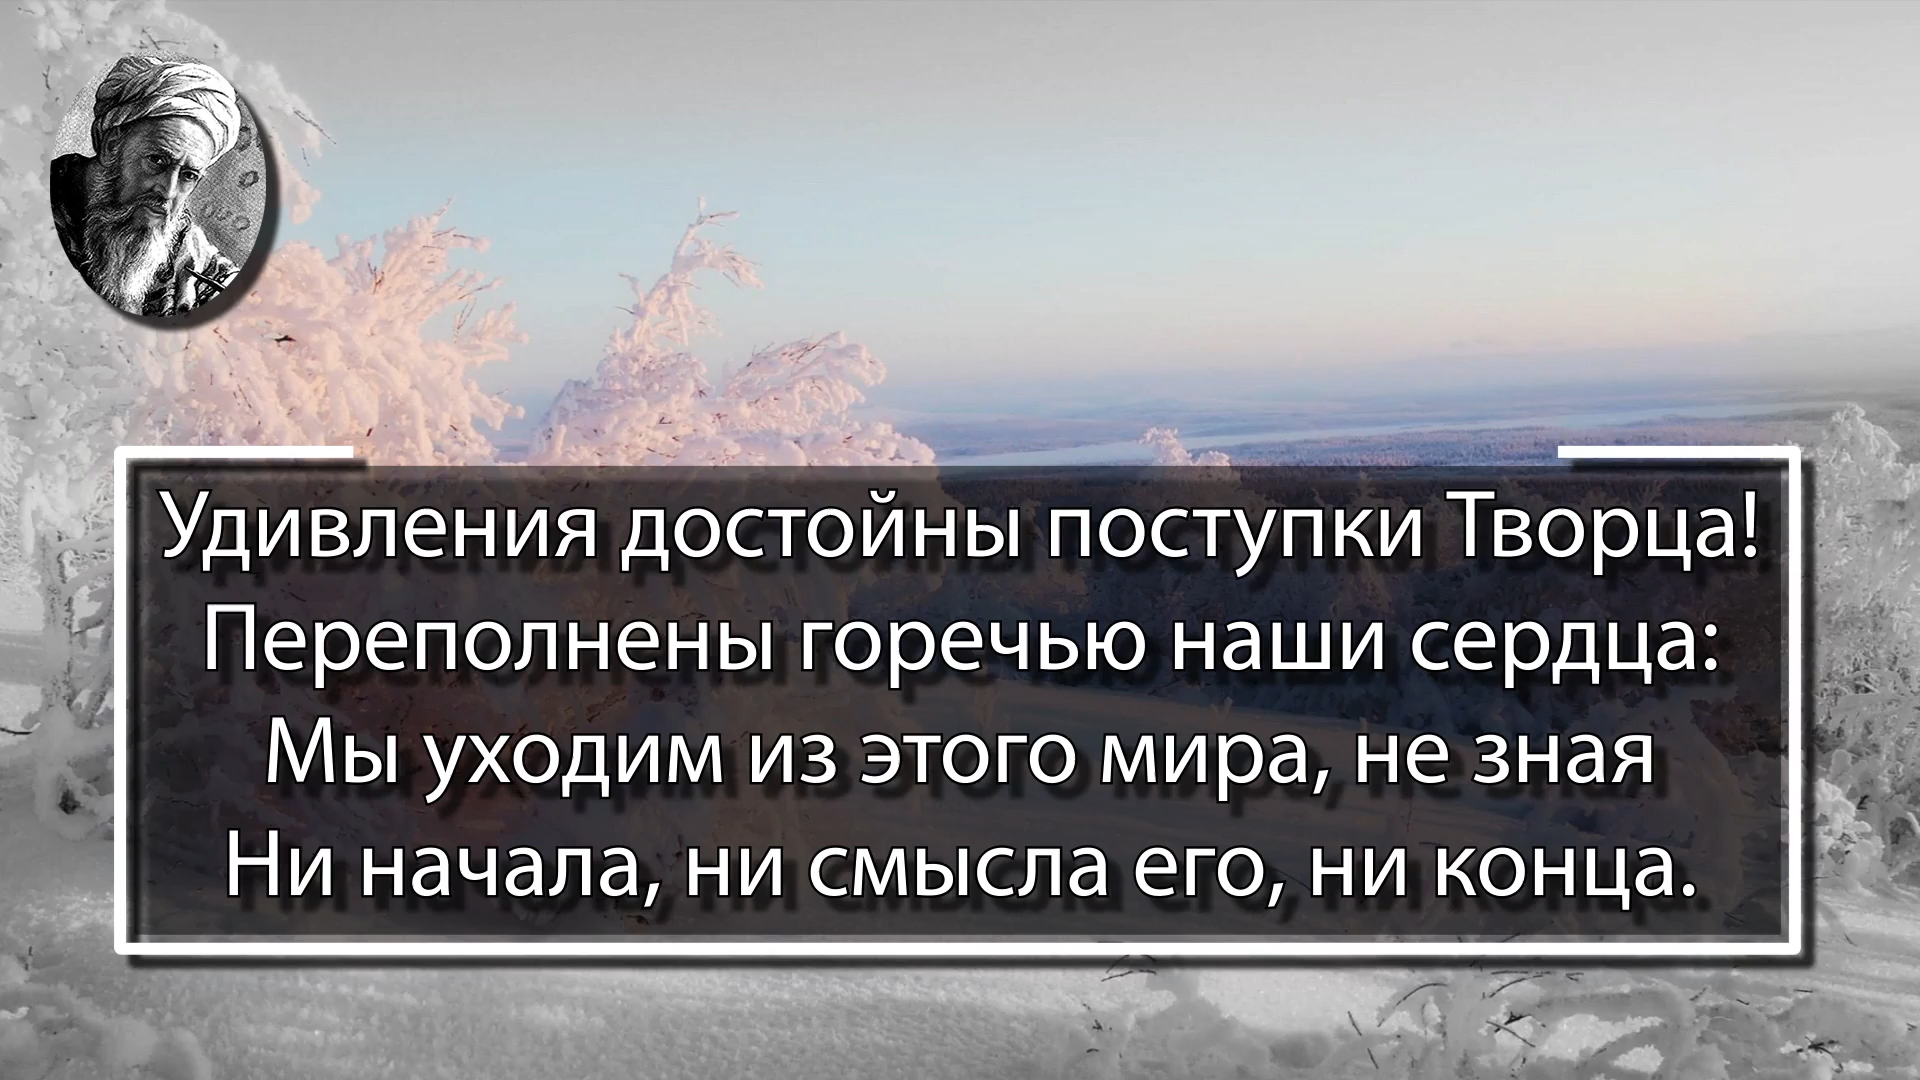 Удивления достойны поступки Творца!
Переполнены горечью наши сердца:
Мы уходим из этого мира, не зная
Ни начала, ни смысла его, ни конца.